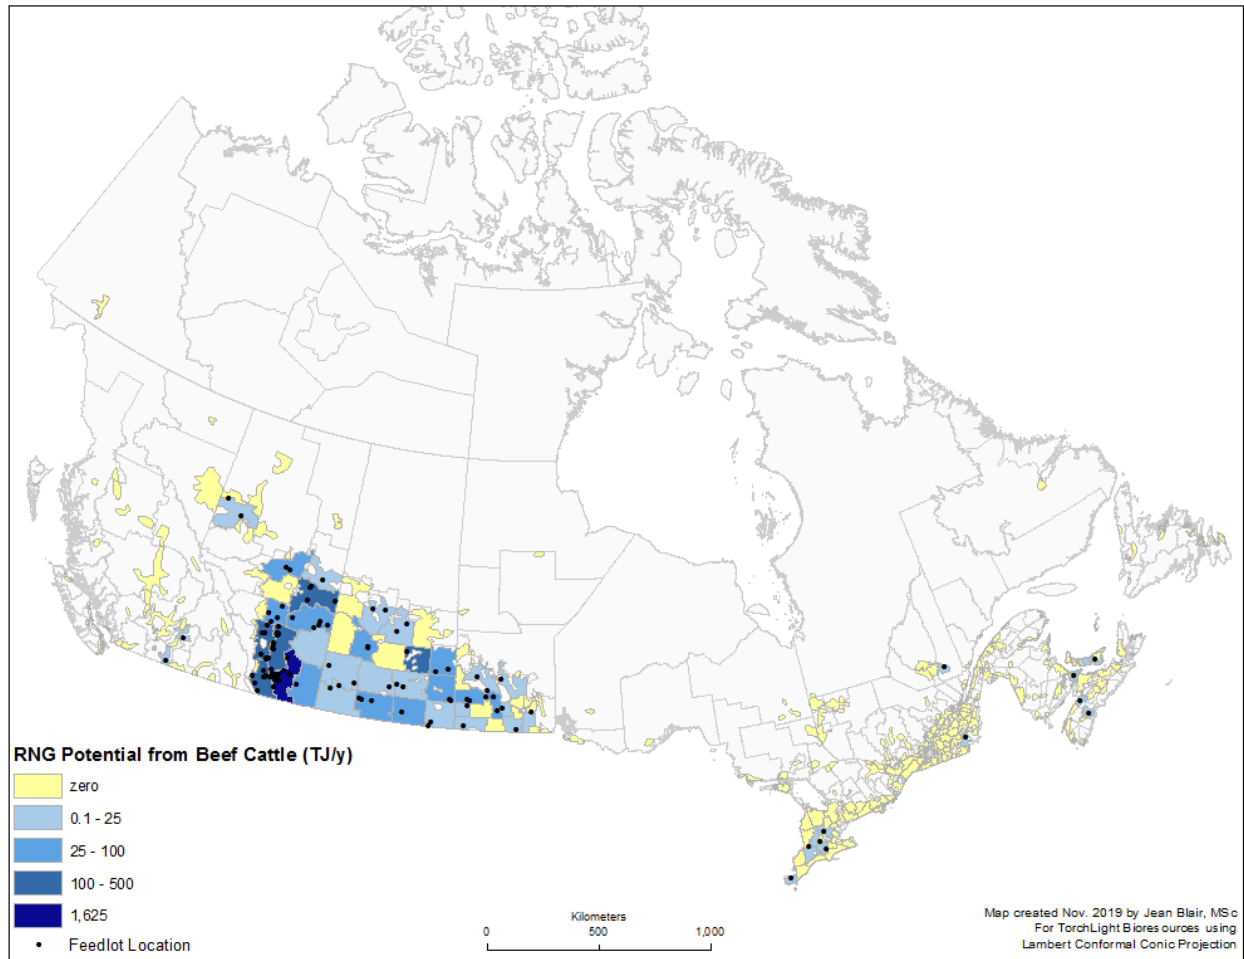 RNG Potential from Beef Cattle (TJ/y)
zero
0.1 - 25
25 - 100
100 - 500
1,625
Feedlot Location
Kilometers
0 500 1,000
Map created Nov. 2019 by Jean Blair, MSc
For TorchLight Bioresources using
Lambert Conformal Conic Projection